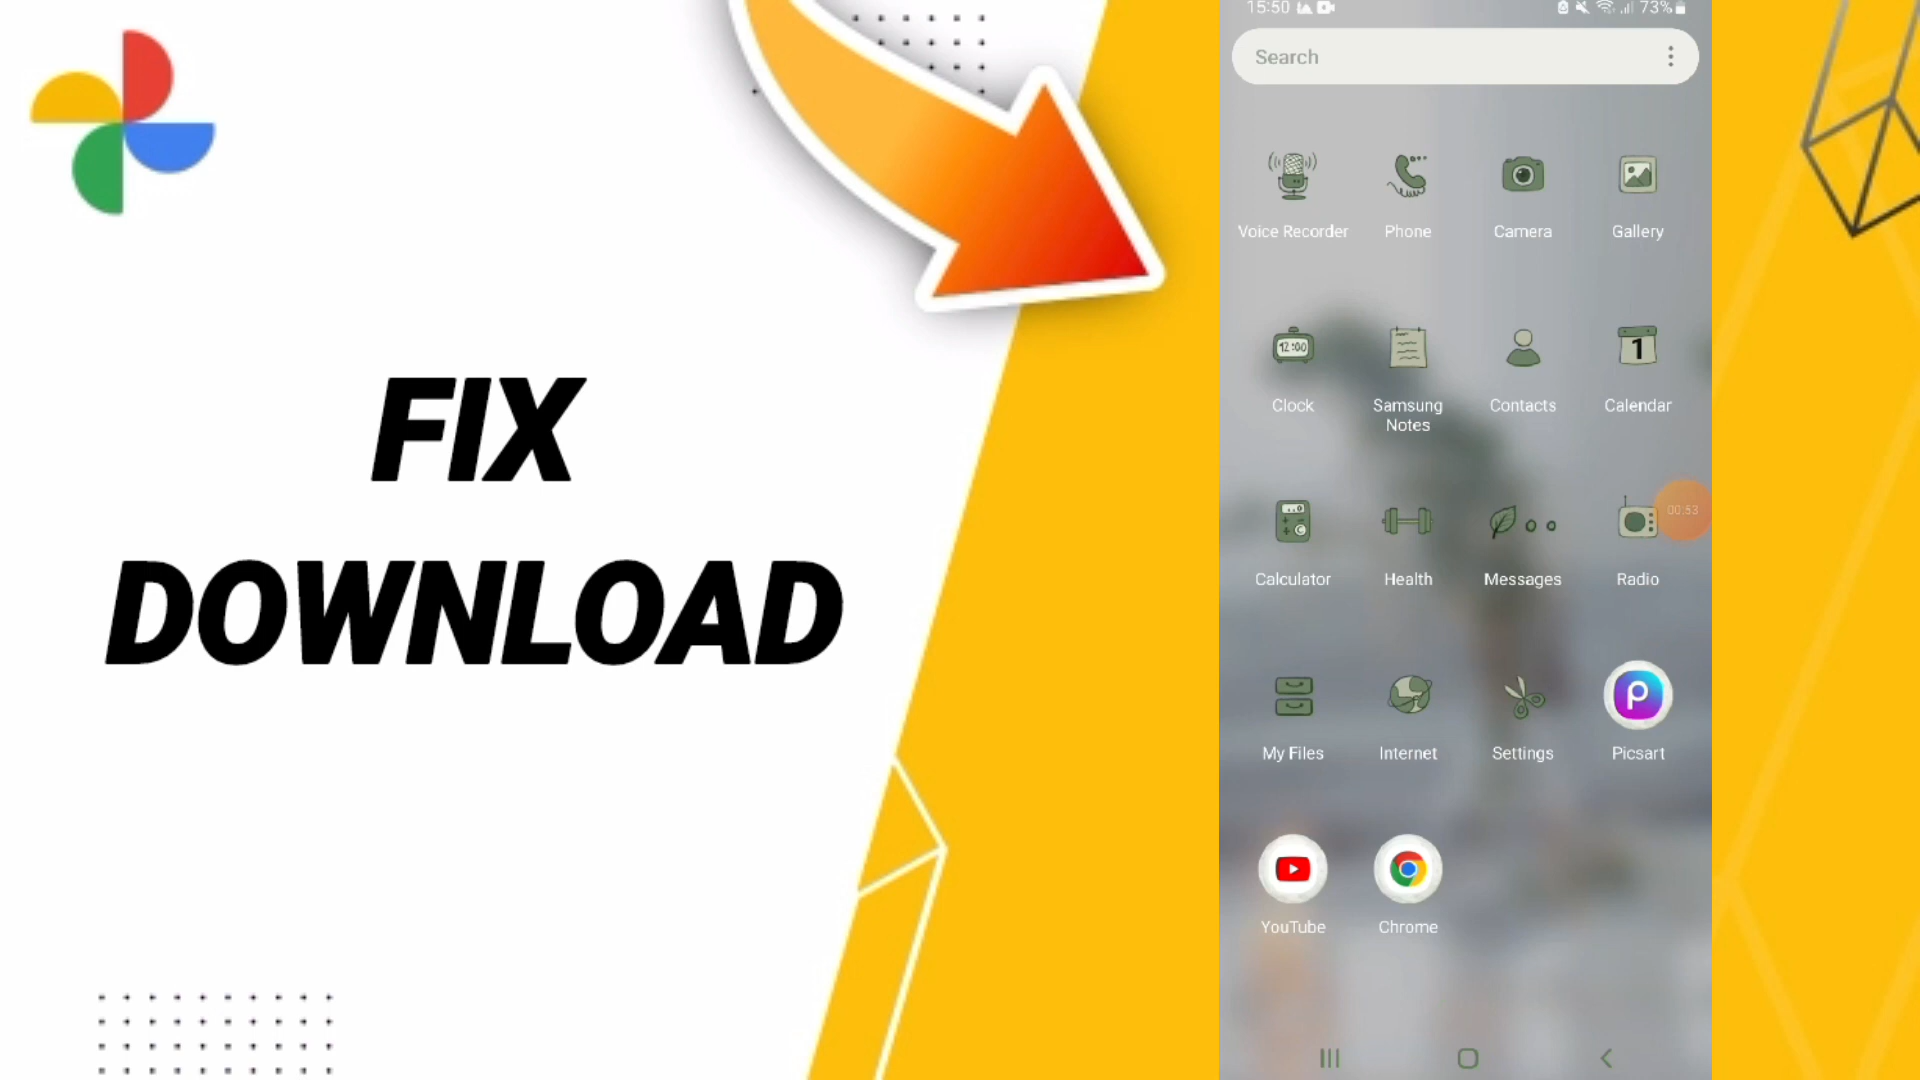 FIX
DOWNLOAD
15:50
73%
Search
Voice Recorder
Phone
Camera
Gallery
12:00
1
Clock
Samsung
Notes
Contacts
Calendar
00:53
Calculator
Health
Messages
Radio
My Files
Internet
Settings
Picsart
YouTube
Chrome